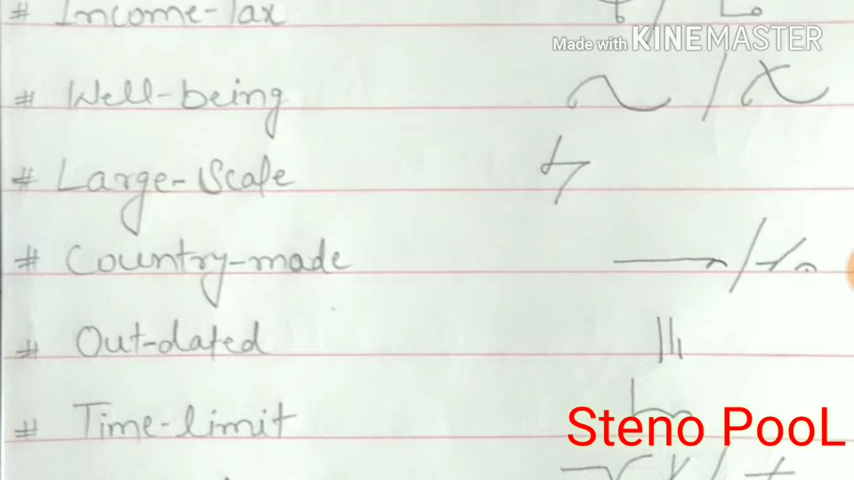 # Income-Tax
Made with KINEMASTER
# Well-being
# Large-Scale
# Country-made
# Out-dated
# Time-limit
Steno PooL